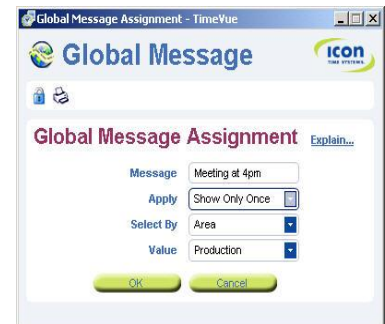 Global Message Assignment - TimeVue
Global Message
icon
TIME SYSTEMS
Global Message Assignment Explain...
Message Meeting at 4pm
Apply Show Only Once
Select By Area
Value Production
OK Cancel